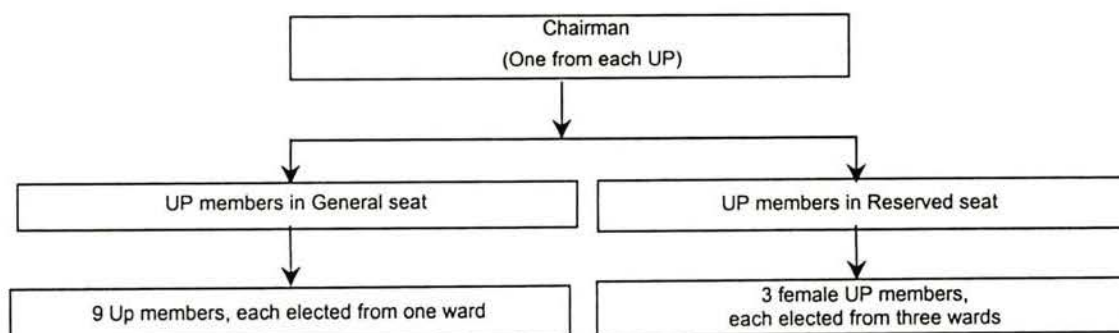 Chairman
(One from each UP)
UP members in General seat
UP members in Reserved seat
9 Up members, each elected from one ward
3 female UP members,
each elected from three wards